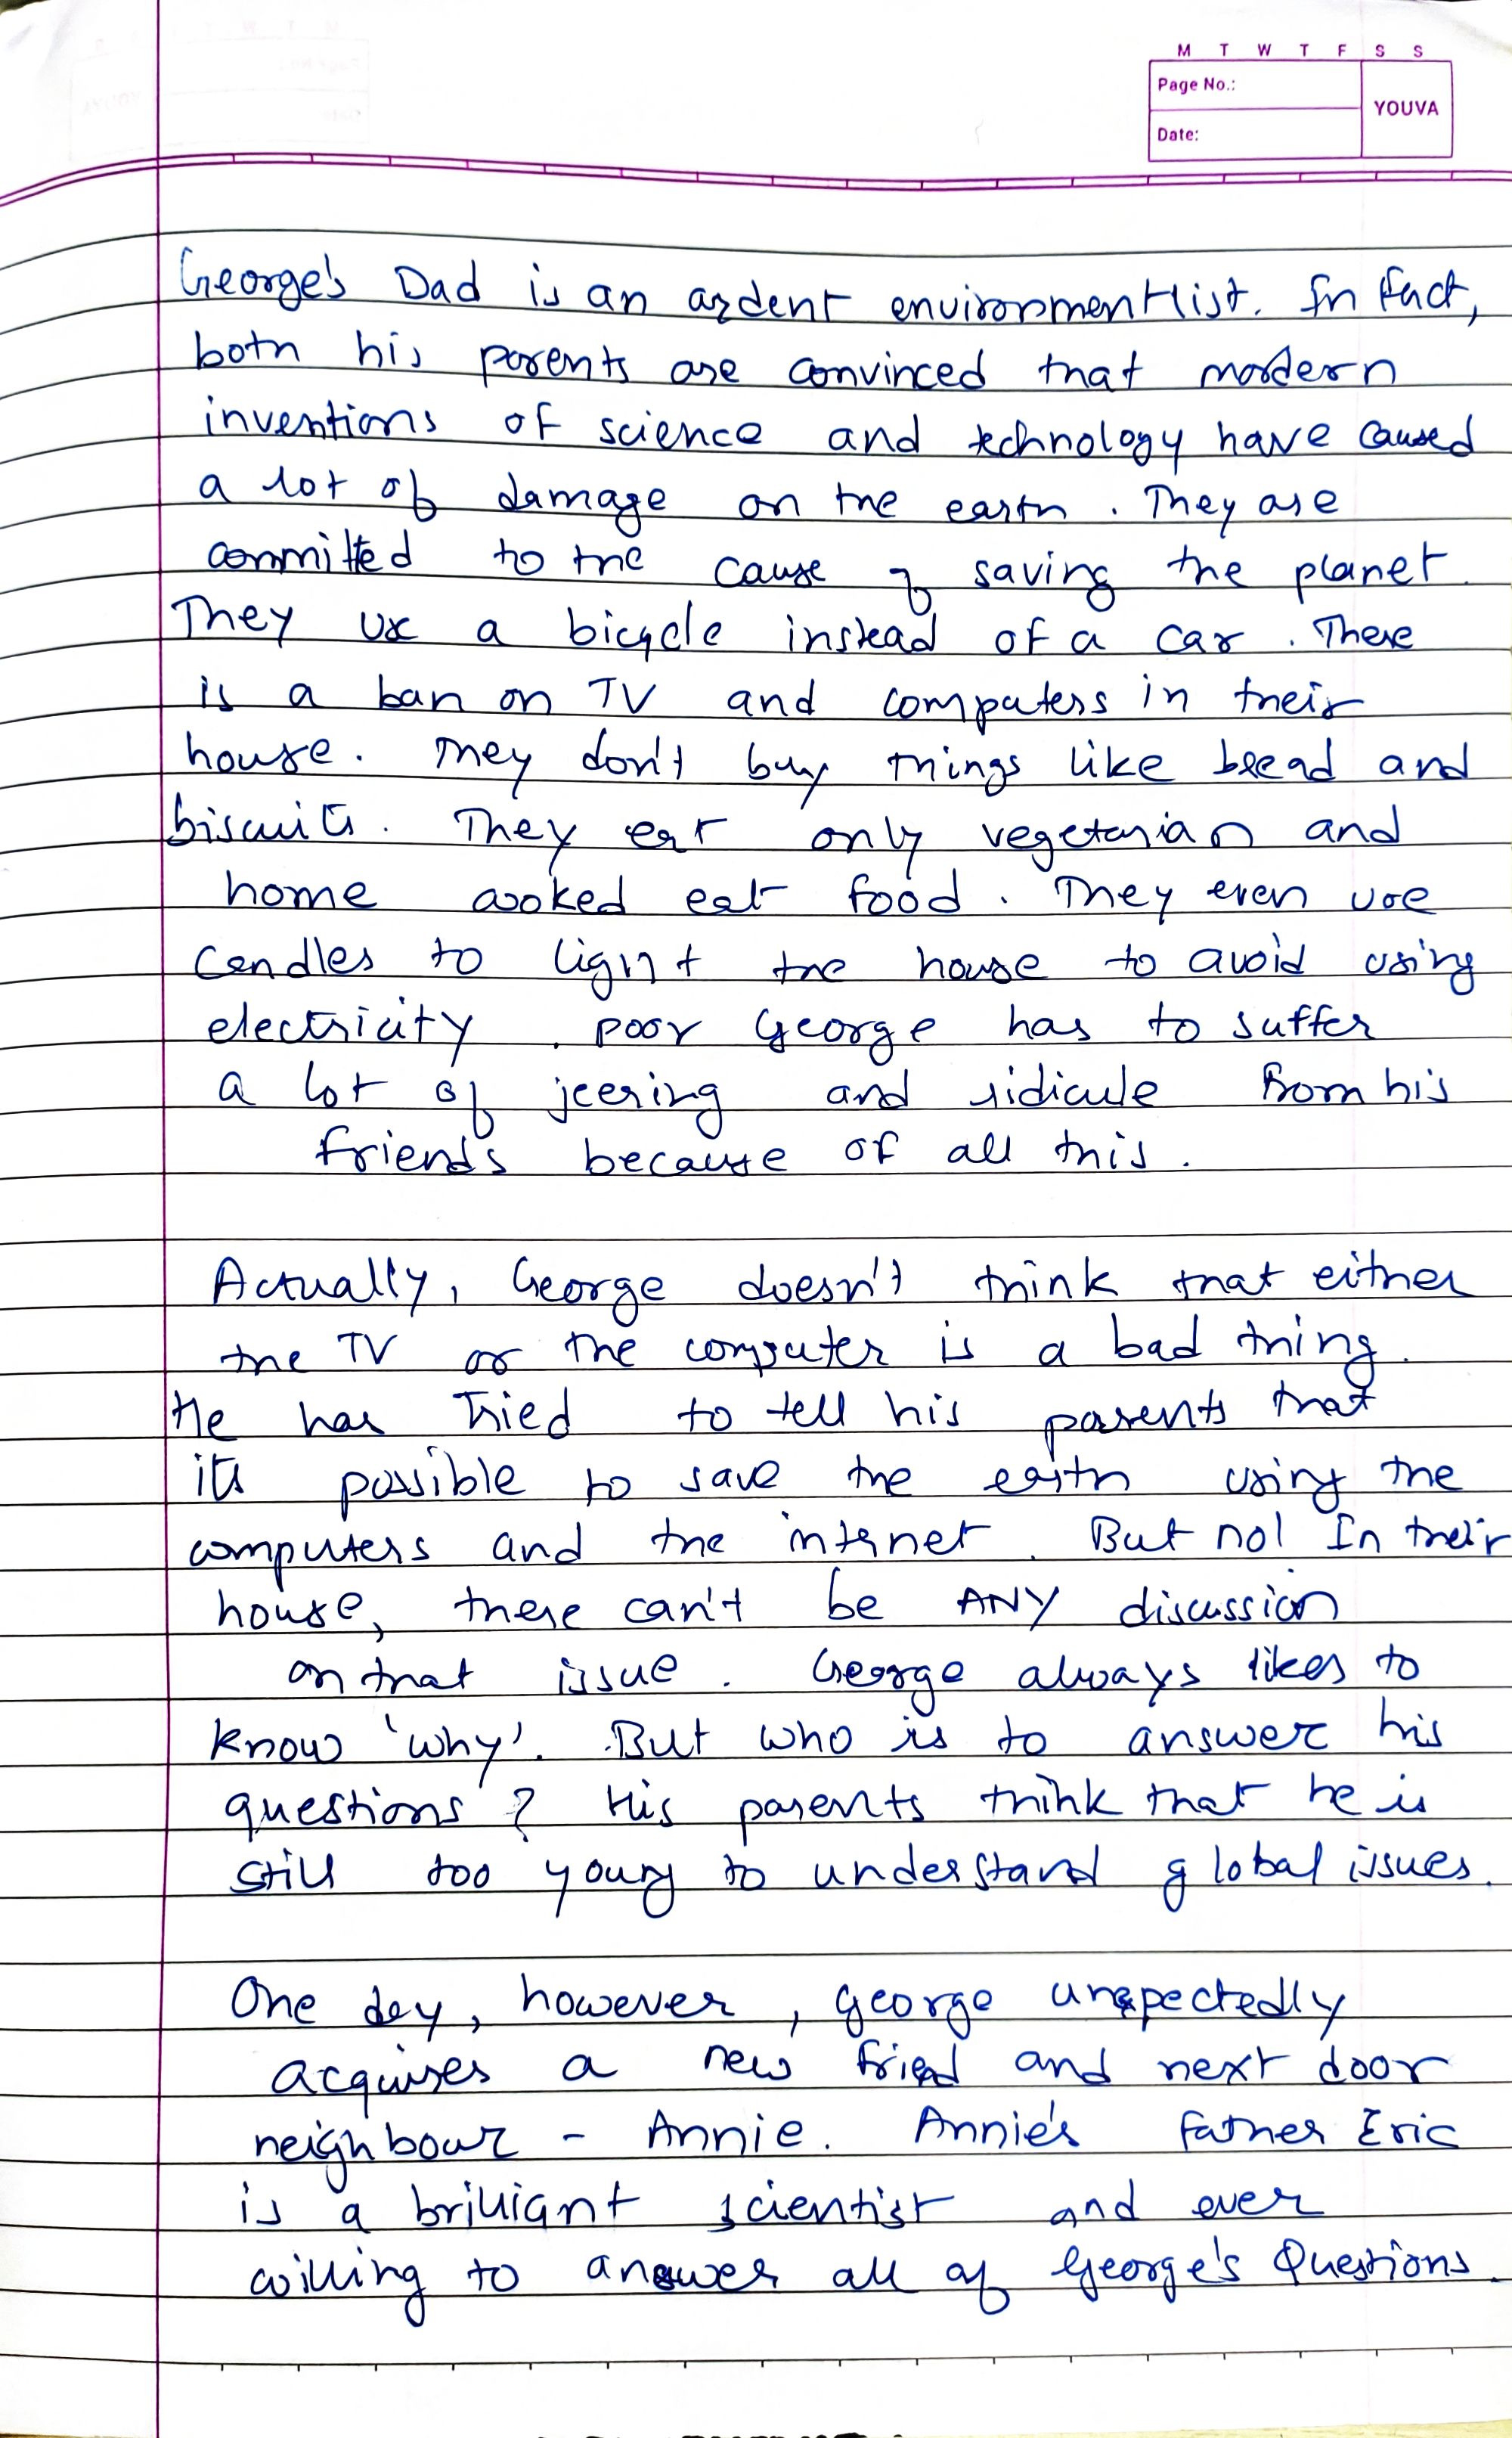 M T W T F S S
Page No.:
YOUVA
Date:
George's Dad is an ardent environmentlist. In fact,
both his parents are convinced that modern
inventions of science and technology have caused
a lot of damage on the earth. They are
committed to the cause of saving the planet.
They use a bicycle instead of a car. There
is a ban on TV and computers in their
house. They don't buy things like bread and
biscuits. They eat only vegetarian and
home cooked eat food. They even use
candles to light the house to avoid using
electricity. poor George has to suffer
a lot of jeering and ridicule from his
friends because of all this.
Actually, George doesn't think that either
the TV or the computer is a bad thing.
He has Tried to tell his parents that
its possible to save the earth using the
computers and the internet. But no! In their
house, there can't be ANY discussion
on that issue. George always likes to
know 'why'. But who is to answer his
questions? His parents think that he is
still too young to understand global issues.
One day, however, George unexpectedly
acquires a new friend and next door
neighbour - Annie. Annie's father Eric
is a brilliant scientist and ever
willing to answer all of George's Questions.